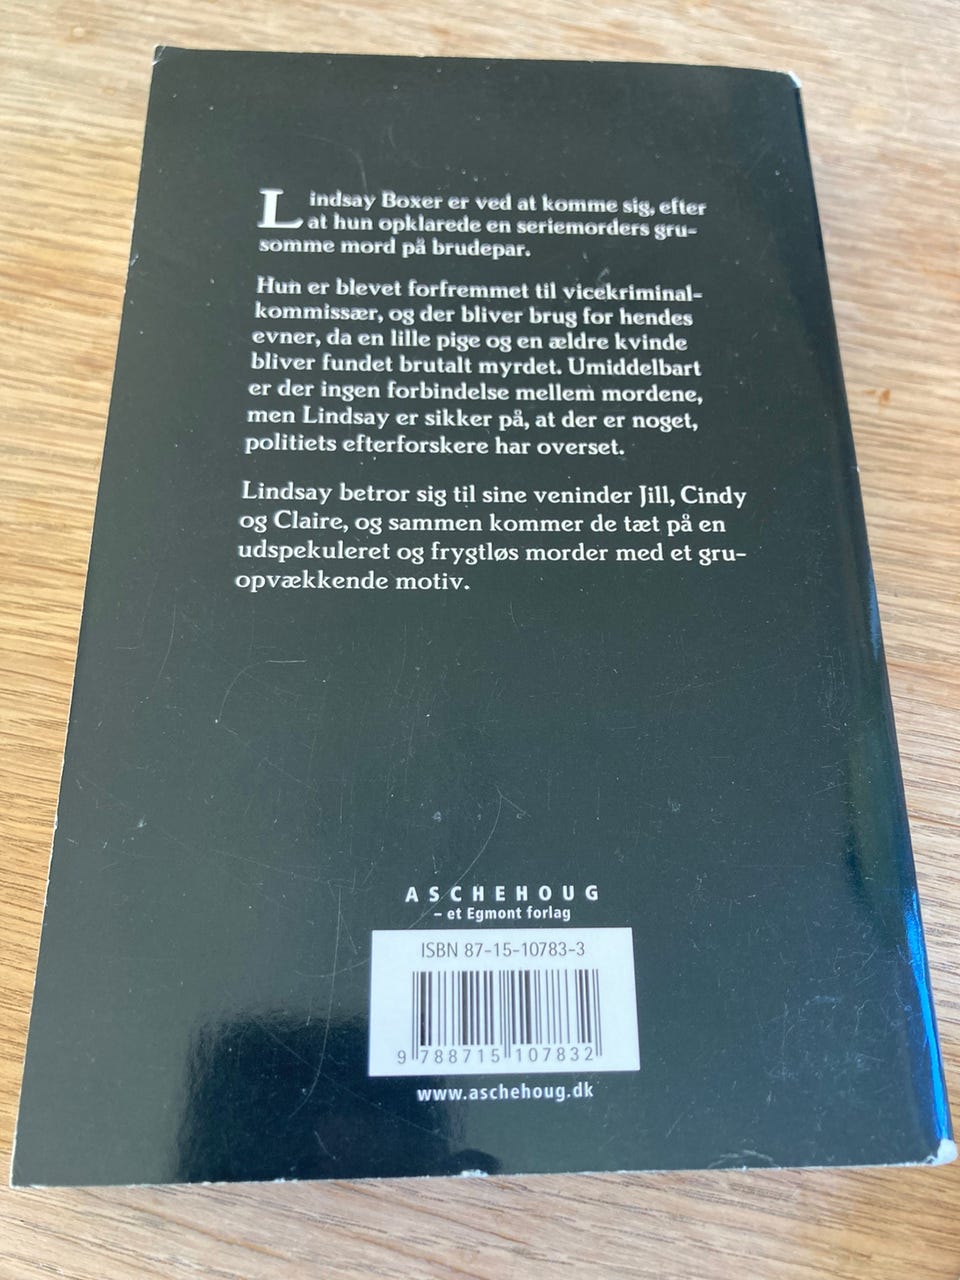 Lindsay Boxer er ved at komme sig, efter
at hun opklarede en seriemorders gru-
somme mord på brudepar.
Hun er blevet forfremmet til vicekriminal-
kommissær, og der bliver brug for hendes
evner, da en lille pige og en ældre kvinde
bliver fundet brutalt myrdet. Umiddelbart
er der ingen forbindelse mellem mordene,
men Lindsay er sikker på, at der er noget,
politiets efterforskere har overset.
Lindsay betror sig til sine veninder Jill, Cindy
og Claire, og sammen kommer de tæt på en
udspekuleret og frygtløs morder med et gru-
opvækkende motiv.
ASCHEHOUG
– et Egmont forlag
ISBN 87-15-10783-3
9 788715 107832
www.aschehoug.dk